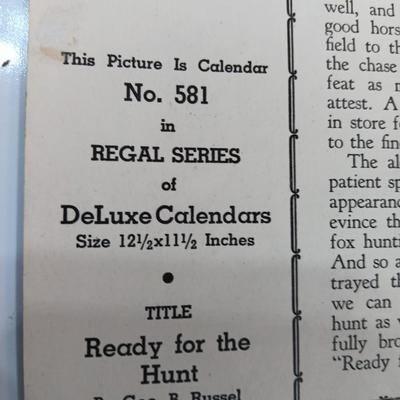 This Picture Is Calendar
No. 581
in
REGAL SERIES
of
DeLuxe Calendars
Size 12½x11½ Inches
●
TITLE
Ready for the
Hunt
By Geo. B. Russel
well, and
good hors
field to th
the chase
feat as m
attest. A
in store f
to the fin
The al
patient sp
appearanc
evince th
fox hunti
And so a
trayed th
we can
hunt as w
fully bro
"Ready f